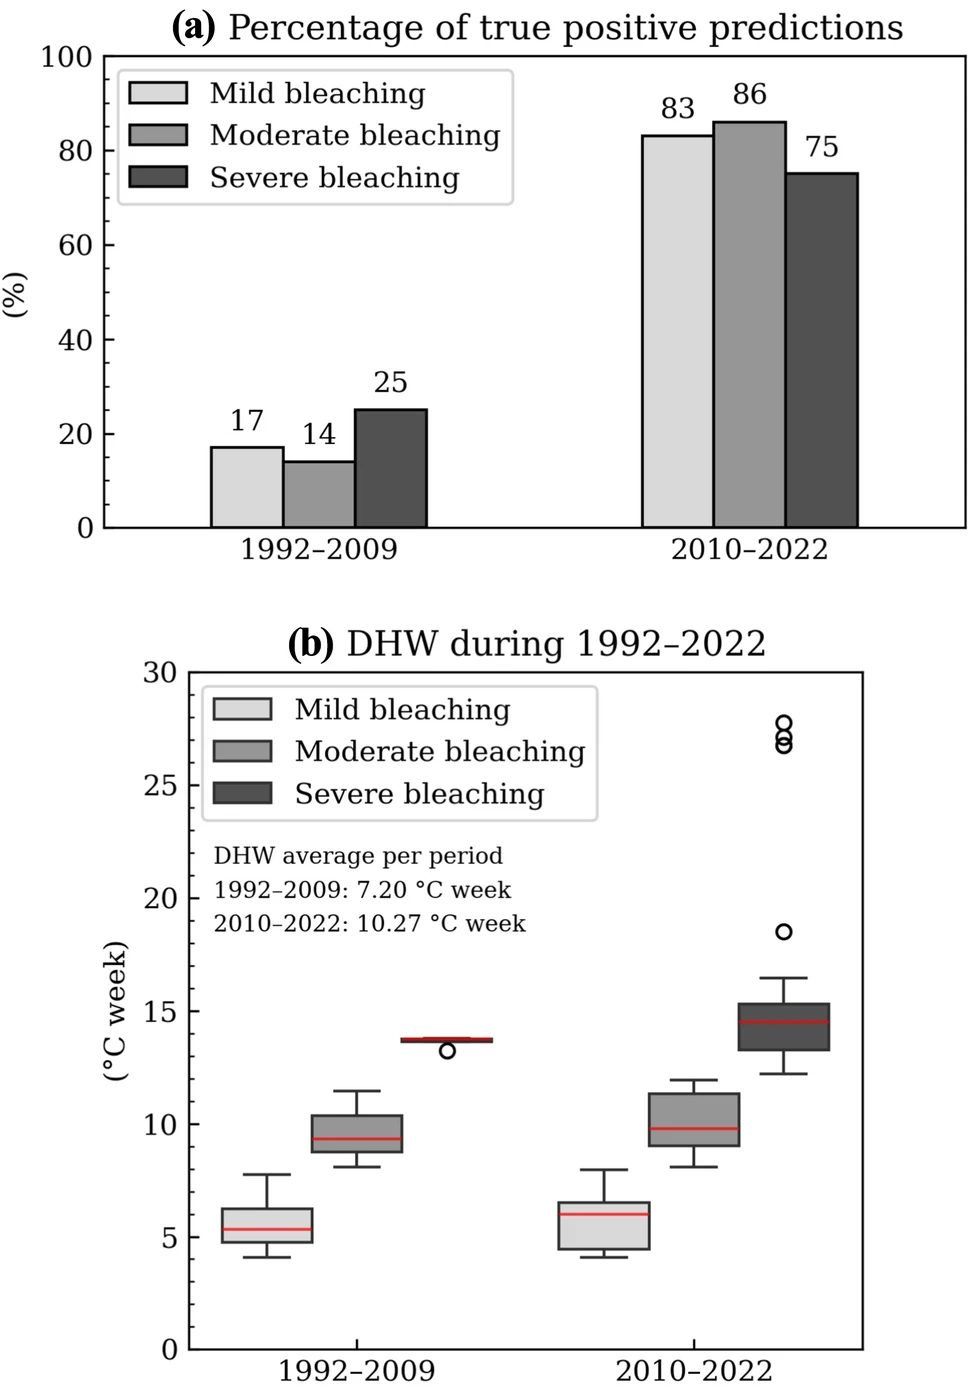 (a) Percentage of true positive predictions
100
80
60
40
20
0
(%)
Mild bleaching
Moderate bleaching
Severe bleaching
17
14
25
83
86
75
1992–2009
2010–2022
(b) DHW during 1992–2022
30
25
20
15
10
5
0
(°C week)
Mild bleaching
Moderate bleaching
Severe bleaching
DHW average per period
1992–2009: 7.20 °C week
2010–2022: 10.27 °C week
1992–2009
2010–2022